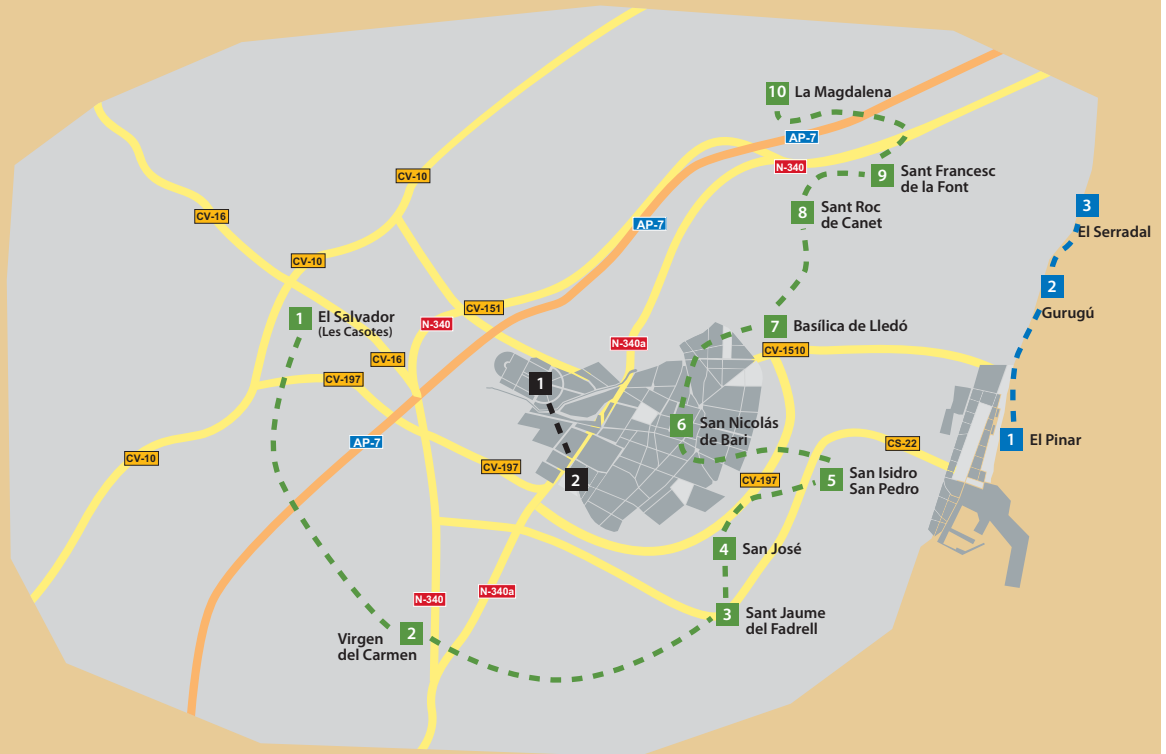 10 La Magdalena
AP-7
N-340
9 Sant Francesc
de la Font
CV-10
8 Sant Roc
de Canet
3
El Serradal
CV-16
AP-7
CV-10
2
Gurugú
CV-151
1 El Salvador
(Les Casotes)
N-340
7 Basílica de Lledó
N-340a
CV-1510
CV-16
CV-197
1
6 San Nicolás
de Bari
1 El Pinar
AP-7
CS-22
CV-10
CV-197
2
CV-197
5 San Isidro
San Pedro
4 San José
N-340a
N-340
3 Sant Jaume
del Fadrell
2
Virgen
del Carmen